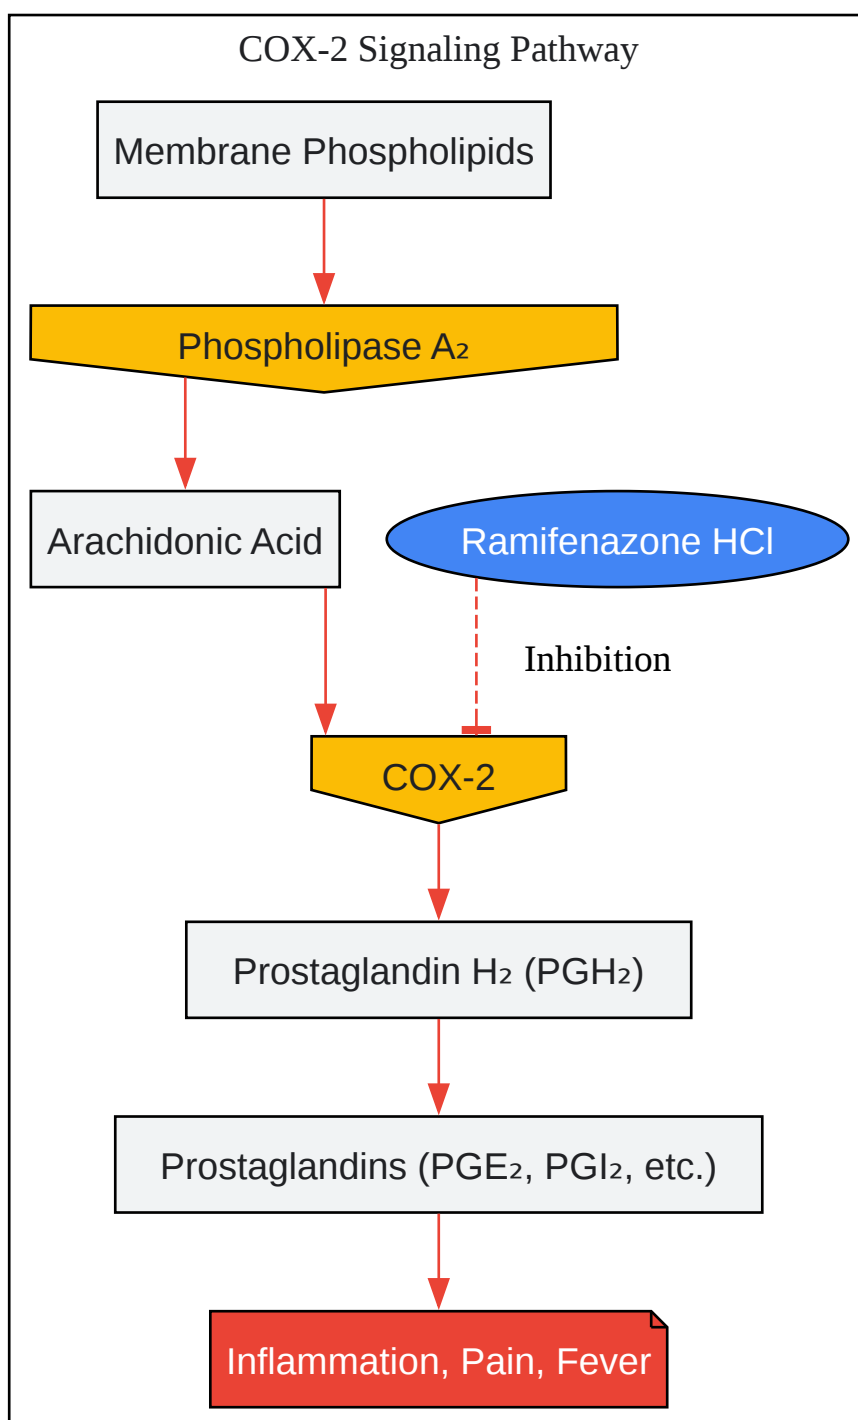 COX-2 Signaling Pathway
Membrane Phospholipids
Phospholipase A₂
Arachidonic Acid
Ramifenazone HCl
Inhibition
COX-2
Prostaglandin H₂ (PGH₂)
Prostaglandins (PGE₂, PGI₂, etc.)
Inflammation, Pain, Fever